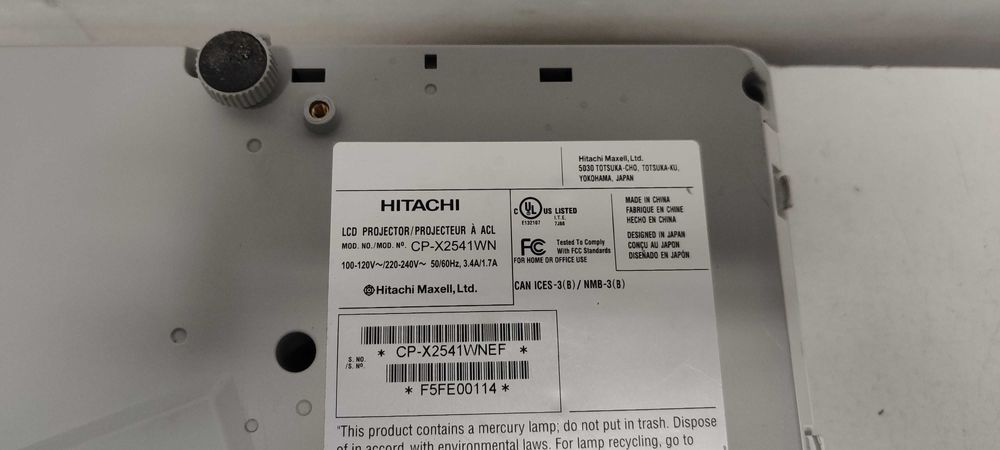 Hitachi Maxell, Ltd.
5030 TOTSUKA-CHO, TOTSUKA-KU,
YOKOHAMA, JAPAN
HITACHI
LCD PROJECTOR/PROJECTEUR À ACL
MOD. NO./MOD. Nº. CP-X2541WN
100-120V~/220-240V~ 50/60Hz, 3.4A/1.7A
Hitachi Maxell, Ltd.
C UL US LISTED
I.T.E.
E132107 7J88
FC Tested To Comply
With FCC Standards
FOR HOME OR OFFICE USE
MADE IN CHINA
FABRIQUE EN CHINE
HECHO EN CHINA
DESIGNED IN JAPAN
CONÇU AU JAPON
DISEÑADO EN JAPÓN
CAN ICES-3(B) / NMB-3(B)
S. NO.
/S. Nº.
* CP-X2541WNEF *
* F5FE00114 *
"This product contains a mercury lamp; do not put in trash. Dispose
of in accord, with environmental laws. For lamp recycling, go to